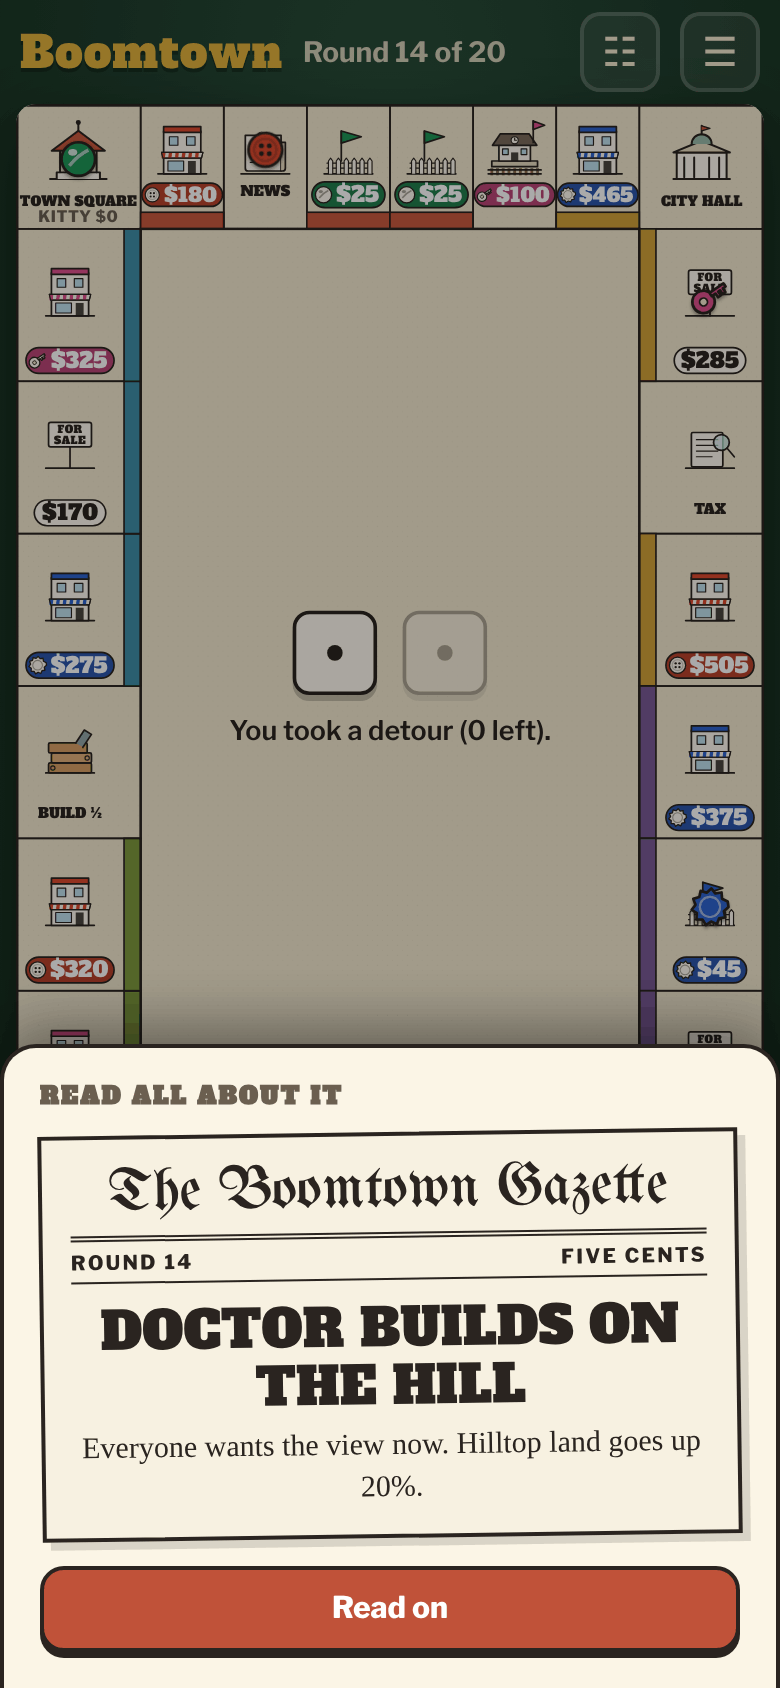 Boomtown Round 14 of 20
TOWN SQUARE
KITTY $0
$180
NEWS
$25
$25
$100
$465
CITY HALL
$325
FOR
$285
FOR
SALE
$170
TAX
$275
$505
BUILD ½
$375
$320
$45
FOR
You took a detour (0 left).
READ ALL ABOUT IT
The Boomtown Gazette
ROUND 14 FIVE CENTS
DOCTOR BUILDS ON
THE HILL
Everyone wants the view now. Hilltop land goes up
20%.
Read on